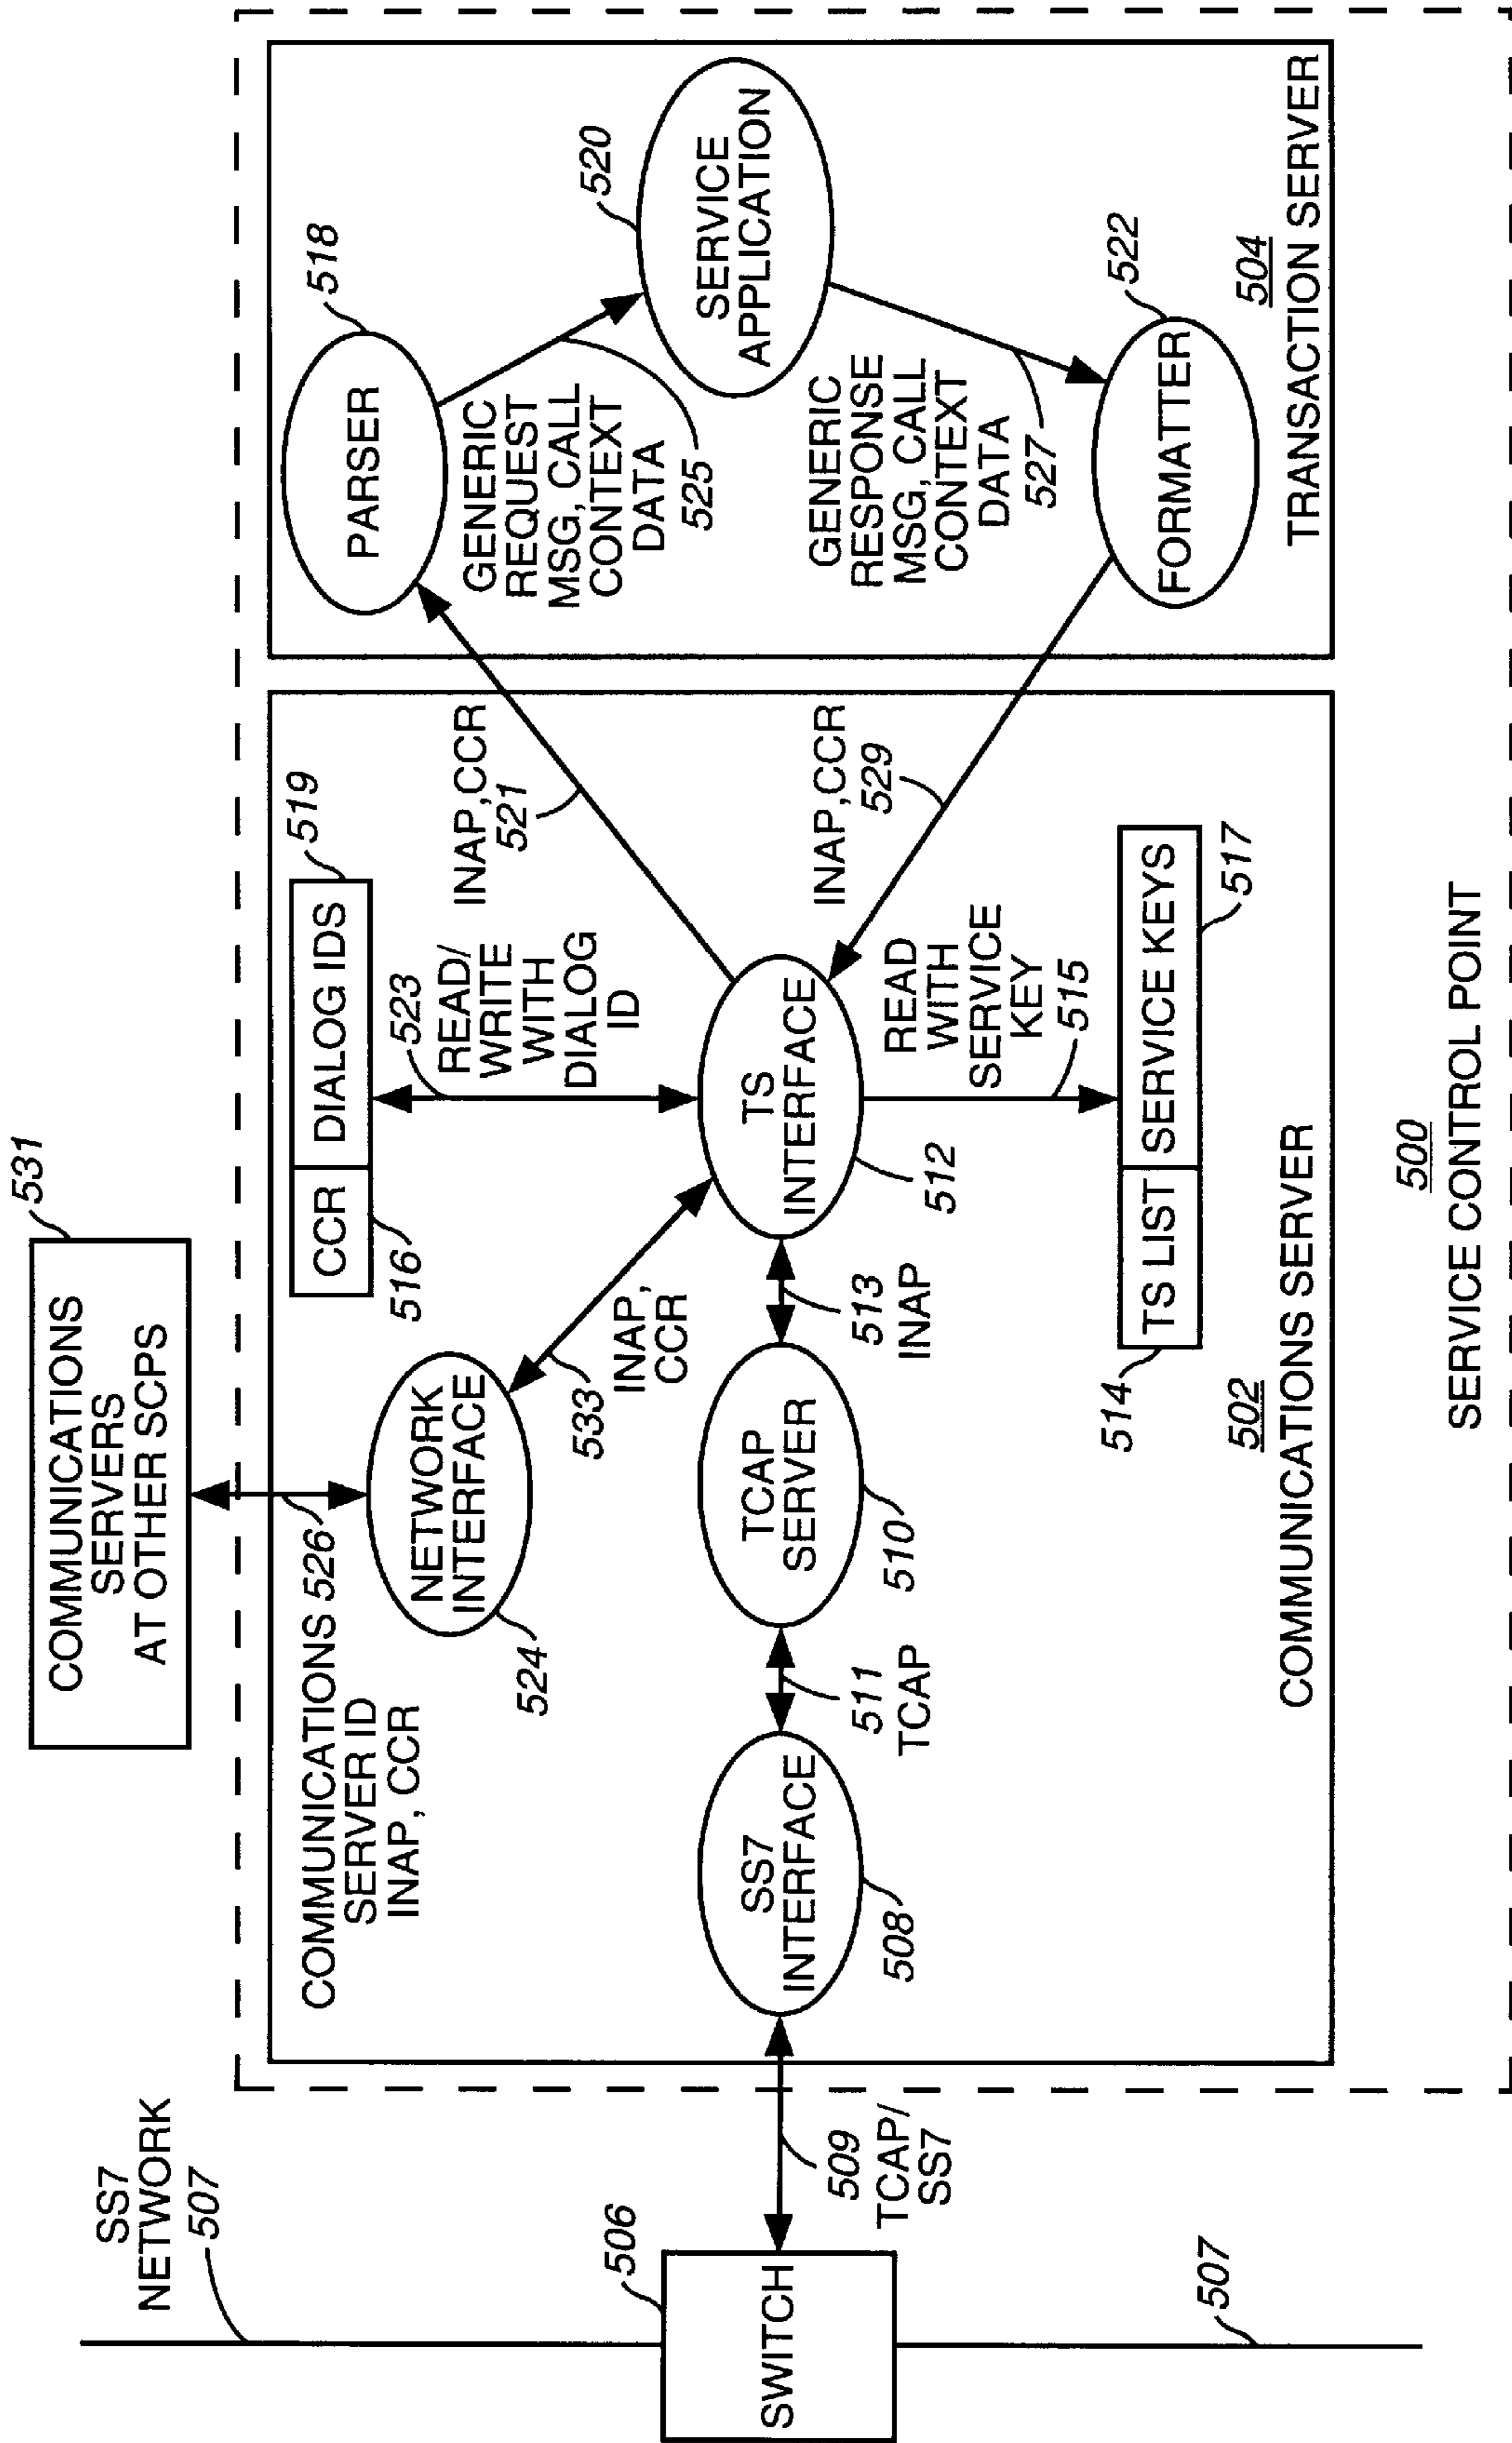 SS7
NETWORK
507
506
SWITCH
507
509
TCAP/
SS7
531
COMMUNICATIONS
SERVERS
AT OTHER SCPS
COMMUNICATIONS 526
SERVER ID
INAP, CCR
NETWORK
INTERFACE
524
533
INAP,
CCR
CCR
DIALOG IDS
516
519
523
READ/
WRITE
WITH
DIALOG
ID
SS7
INTERFACE
508
511
TCAP
TCAP
SERVER
510
513
INAP
TS
INTERFACE
512
READ
WITH
SERVICE
KEY
515
TS LIST
SERVICE KEYS
514
517
502
COMMUNICATIONS SERVER
INAP,CCR
521
INAP,CCR
529
PARSER
518
GENERIC
REQUEST
MSG, CALL
CONTEXT
DATA
525
SERVICE
APPLICATION
520
GENERIC
RESPONSE
MSG, CALL
CONTEXT
DATA
527
FORMATTER
522
504
TRANSACTION SERVER
500
SERVICE CONTROL POINT